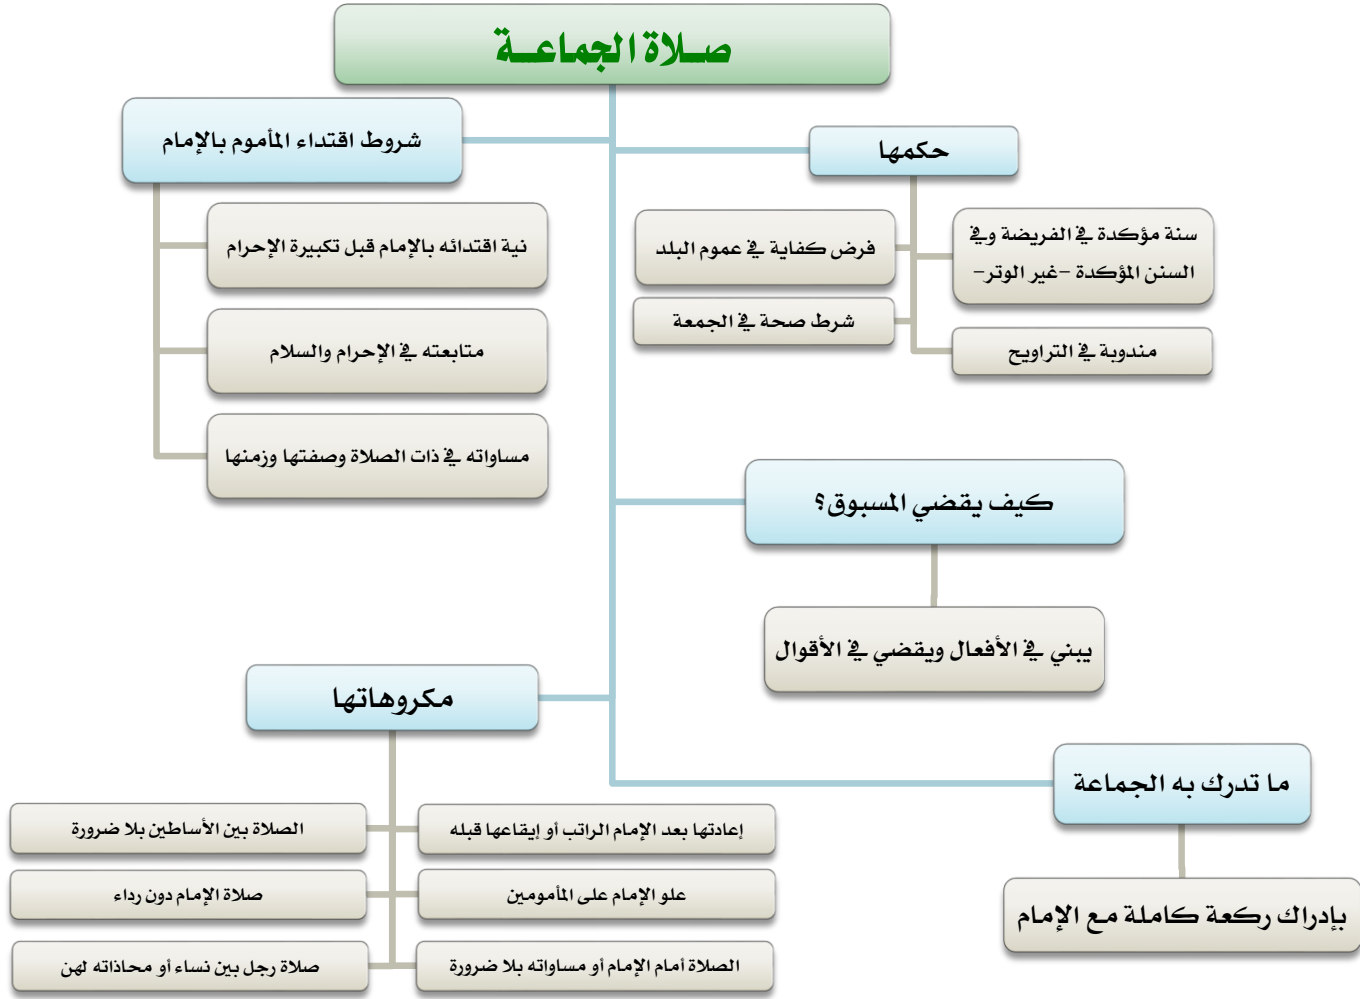 صلاة الجماعة
حكمها
سنة مؤكدة في الفريضة وفي
السنن المؤكدة -غير الوتر-
فرض كفاية في عموم البلد
مندوبة في التراويح
شرط صحة في الجمعة
شروط اقتداء المأموم بالإمام
نية اقتدائه بالإمام قبل تكبيرة الإحرام
متابعته في الإحرام والسلام
مساواته في ذات الصلاة وصفتها وزمنها
كيف يقضي المسبوق؟
يبني في الأفعال ويقضي في الأقوال
مكروهاتها
إعادتها بعد الإمام الراتب أو إيقاعها قبله
الصلاة بين الأساطين بلا ضرورة
علو الإمام على المأمومين
صلاة الإمام دون رداء
الصلاة أمام الإمام أو مساواته بلا ضرورة
صلاة رجل بين نساء أو محاذاته لهن
ما تدرك به الجماعة
بإدراك ركعة كاملة مع الإمام